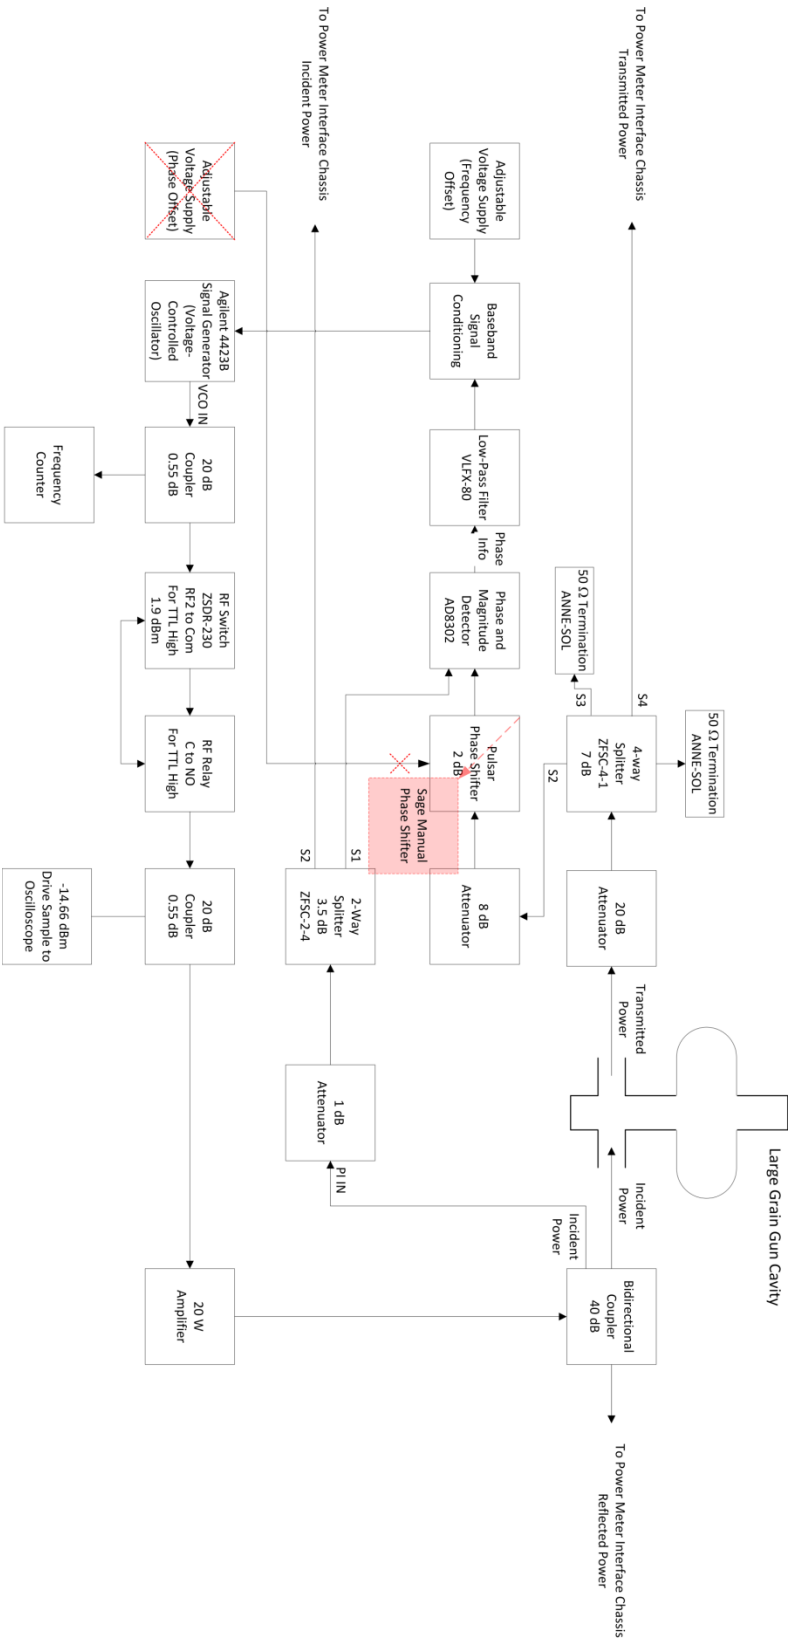 Large Grain Gun Cavity
50 Ω Termination
ANNE-SOL
To Power Meter Interface Chassis
Transmitted Power
S4
S3
50 Ω Termination
ANNE-SOL
4-way
Splitter
ZFSC-4-1
7 dB
S2
20 dB
Attenuator
Transmitted
Power
Incident
Power
Bidirectional
Coupler
40 dB
To Power Meter Interface Chassis
Reflected Power
Incident
Power
Adjustable
Voltage Supply
(Frequency
Offset)
Baseband
Signal
Conditioning
Low-Pass Filter
VLFX-80
Phase
Info
Phase and
Magnitude
Detector
AD8302
Pulsar
Phase Shifter
2 dB
8 dB
Attenuator
Sage Manual
Phase Shifter
To Power Meter Interface Chassis
Incident Power
S1
S2
2-Way
Splitter
3.5 dB
ZFSC-2-4
1 dB
Attenuator
PI IN
Adjustable
Voltage Supply
(Phase Offset)
Agilent 4423B
Signal Generator
(Voltage-
Controlled
Oscillator)
VCO IN
20 dB
Coupler
0.55 dB
RF Switch
ZSDR-230
RF2 to Com
For TTL High
1.9 dBm
RF Relay
C to NO
For TTL High
20 dB
Coupler
0.55 dB
20 W
Amplifier
Frequency
Counter
-14.66 dBm
Drive Sample to
Oscilloscope